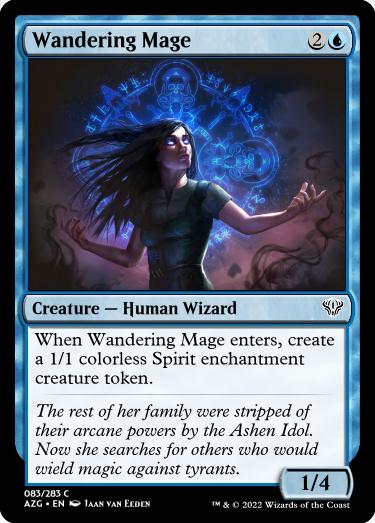 Wandering Mage 2
Creature — Human Wizard
When Wandering Mage enters, create
a 1/1 colorless Spirit enchantment
creature token.
The rest of her family were stripped of
their arcane powers by the Ashen Idol.
Now she searches for others who would
wield magic against tyrants.
1/4
083/283 C
AZG • EN Jaan van Eeden
™ & © 2022 Wizards of the Coast